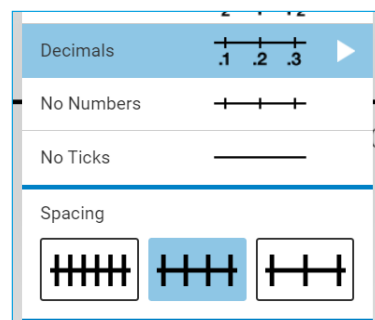 Decimals
.1 .2 .3
No Numbers
No Ticks
Spacing